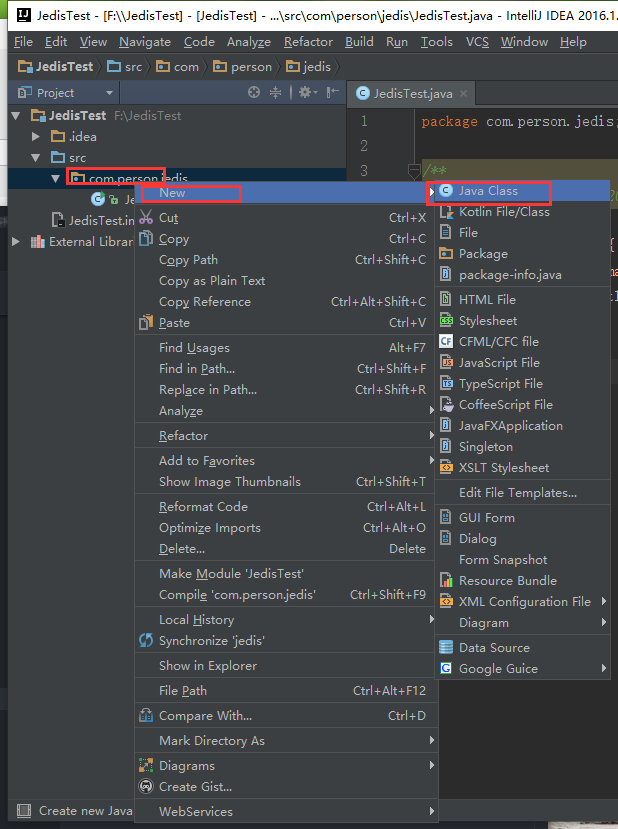 JedisTest - [F:\\JedisTest] - [JedisTest] - ...\src\com\person\jedis\JedisTest.java - IntelliJ IDEA 2016.1.
File Edit View Navigate Code Analyze Refactor Build Run Tools VCS Window Help
JedisTest src com person jedis
Project
JedisTest.java
JedisTest F:\JedisTest
.idea
src
com.person.jedis
JedisTest.im
External Librar
1 package com.person.jedis;
2
3 /**
New
Cut Ctrl+X
Copy Ctrl+C
Copy Path Ctrl+Shift+C
Copy as Plain Text
Copy Reference Ctrl+Alt+Shift+C
Paste Ctrl+V
Find Usages Alt+F7
Find in Path... Ctrl+Shift+F
Replace in Path... Ctrl+Shift+R
Analyze
Refactor
Add to Favorites
Show Image Thumbnails Ctrl+Shift+T
Reformat Code Ctrl+Alt+L
Optimize Imports Ctrl+Alt+O
Delete... Delete
Make Module 'JedisTest'
Compile 'com.person.jedis' Ctrl+Shift+F9
Local History
Synchronize 'jedis'
Show in Explorer
File Path Ctrl+Alt+F12
Compare With... Ctrl+D
Mark Directory As
Diagrams
Create Gist...
WebServices
Java Class
Kotlin File/Class
File
Package
package-info.java
HTML File
Stylesheet
CFML/CFC file
JavaScript File
TypeScript File
CoffeeScript File
JavaFXApplication
Singleton
XSLT Stylesheet
Edit File Templates...
GUI Form
Dialog
Form Snapshot
Resource Bundle
XML Configuration File
Diagram
Data Source
Google Guice
Create new Java